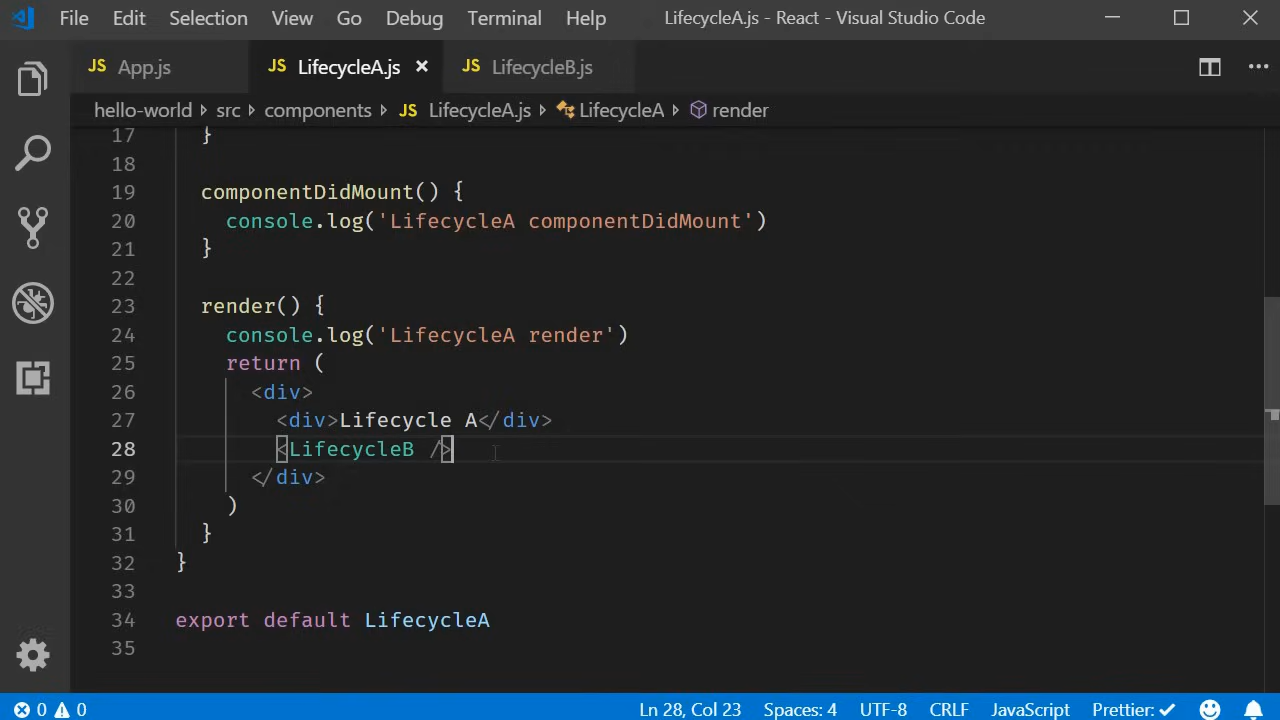 File Edit Selection View Go Debug Terminal Help LifecycleA.js - React - Visual Studio Code
JS App.js JS LifecycleA.js × JS LifecycleB.js
hello-world src components JS LifecycleA.js LifecycleA render
17 }
18
19 componentDidMount() {
20 console.log('LifecycleA componentDidMount')
21 }
22
23 render() {
24 console.log('LifecycleA render')
25 return (
26 <div>
27 <div>Lifecycle A</div>
28 <LifecycleB />
29 </div>
30 )
31 }
32 }
33
34 export default LifecycleA
35
0 0 Ln 28, Col 23 Spaces: 4 UTF-8 CRLF JavaScript Prettier: ✓